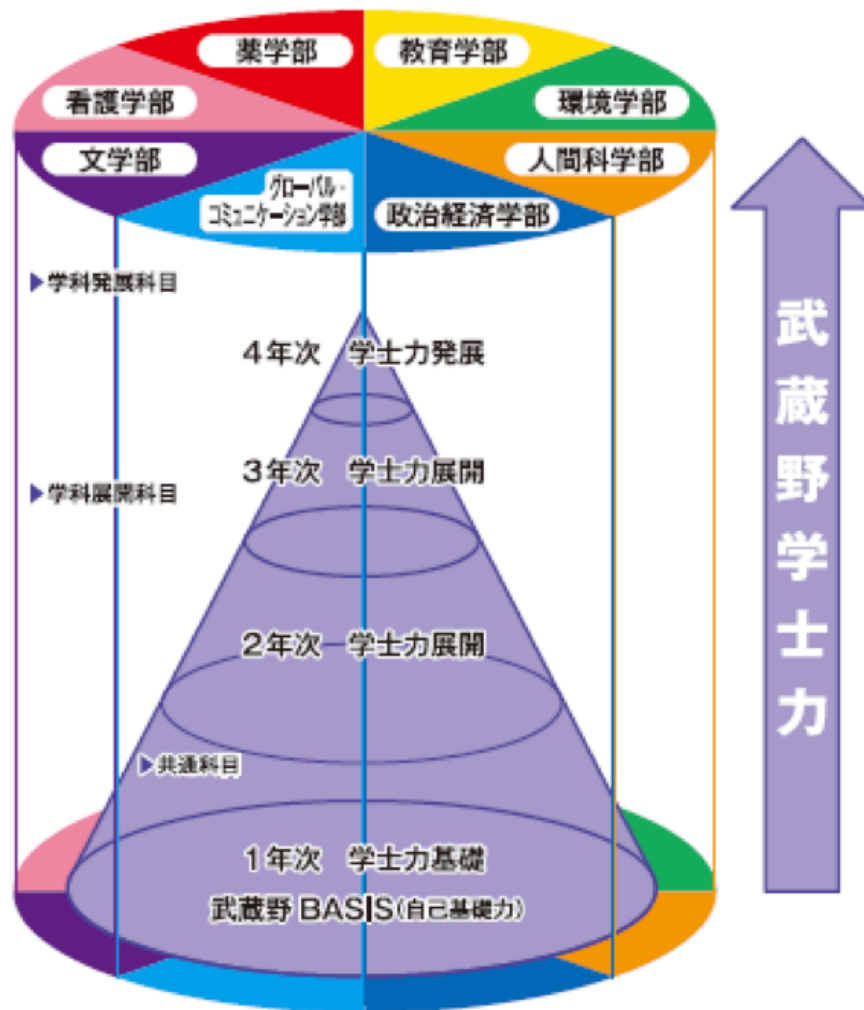 薬学部
教育学部
看護学部
環境学部
文学部
人間科学部
グローバル・
コミュニケーション学部
政治経済学部
▶学科発展科目
4年次 学士力発展
3年次 学士力展開
▶学科展開科目
2年次 学士力展開
▶共通科目
1年次 学士力基礎
武蔵野 BASIS(自己基礎力)
武蔵野学士力